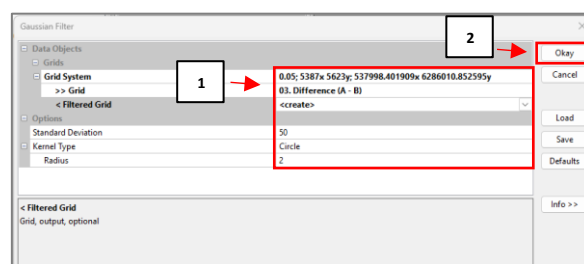 Gaussian Filter
2
Data Objects
Okay
Grids
Grid System 0.05; 5387x 5623y; 537998.401909x 6286010.852595y
Cancel
1
>> Grid 03. Difference (A - B)
< Filtered Grid <create>
Options
Load
Standard Deviation 50
Save
Kernel Type Circle
Radius 2
Defaults
Info >>
< Filtered Grid
Grid, output, optional